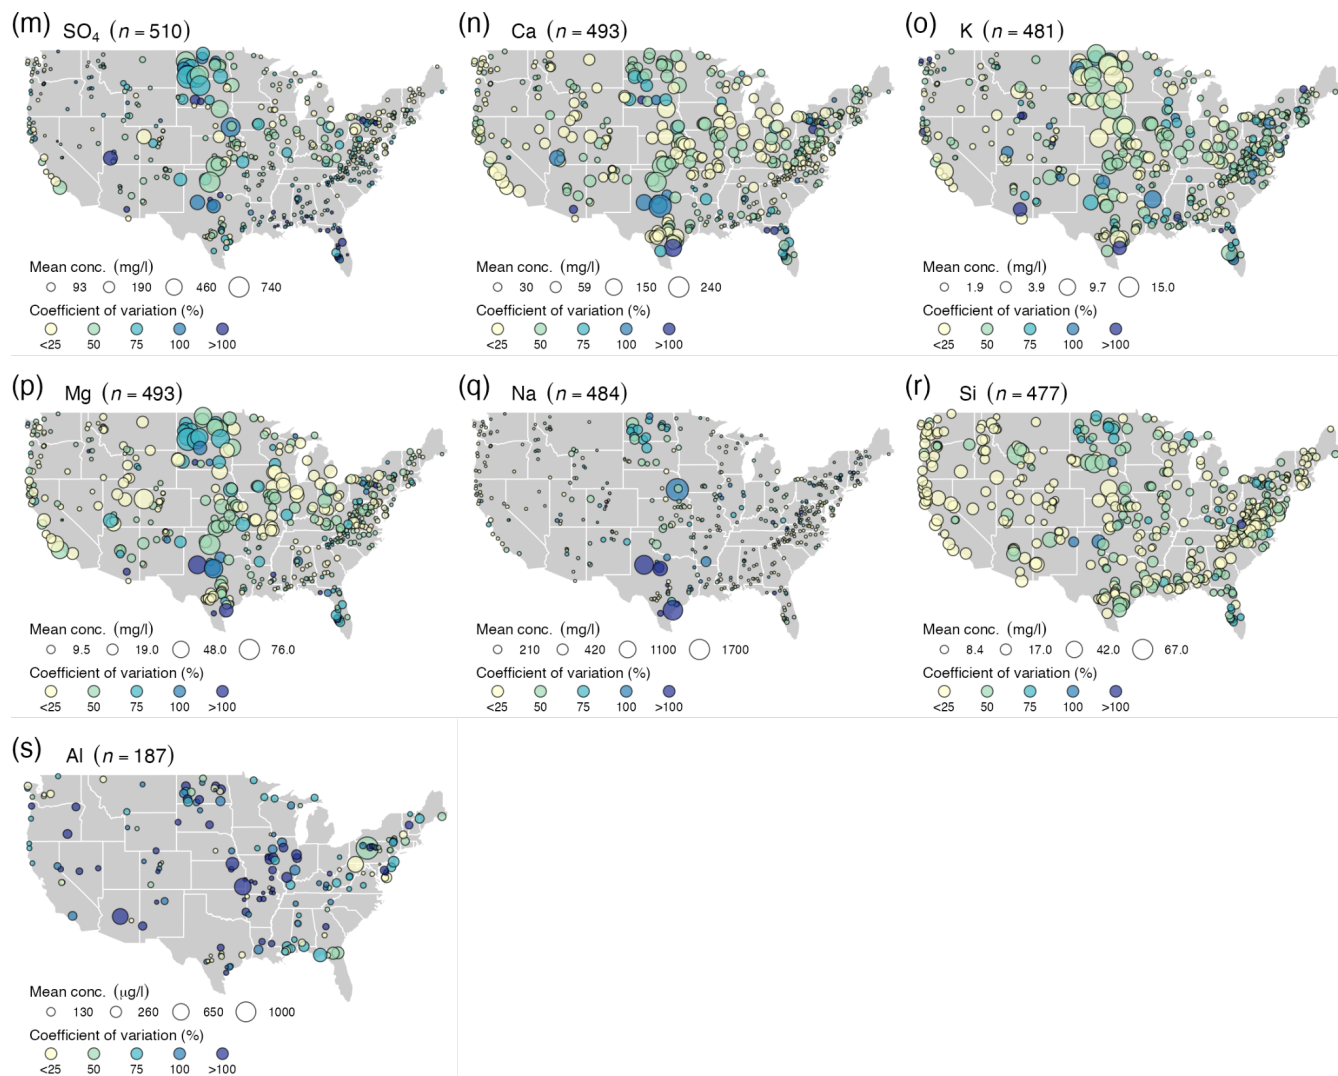 (m) SO₄ (n = 510)
Mean conc. (mg/l)
93 190 460 740
Coefficient of variation (%)
<25 50 75 100 >100
(n) Ca (n = 493)
Mean conc. (mg/l)
30 59 150 240
Coefficient of variation (%)
<25 50 75 100 >100
(o) K (n = 481)
Mean conc. (mg/l)
1.9 3.9 9.7 15.0
Coefficient of variation (%)
<25 50 75 100 >100
(p) Mg (n = 493)
Mean conc. (mg/l)
9.5 19.0 48.0 76.0
Coefficient of variation (%)
<25 50 75 100 >100
(q) Na (n = 484)
Mean conc. (mg/l)
210 420 1100 1700
Coefficient of variation (%)
<25 50 75 100 >100
(r) Si (n = 477)
Mean conc. (mg/l)
8.4 17.0 42.0 67.0
Coefficient of variation (%)
<25 50 75 100 >100
(s) Al (n = 187)
Mean conc. (µg/l)
130 260 650 1000
Coefficient of variation (%)
<25 50 75 100 >100